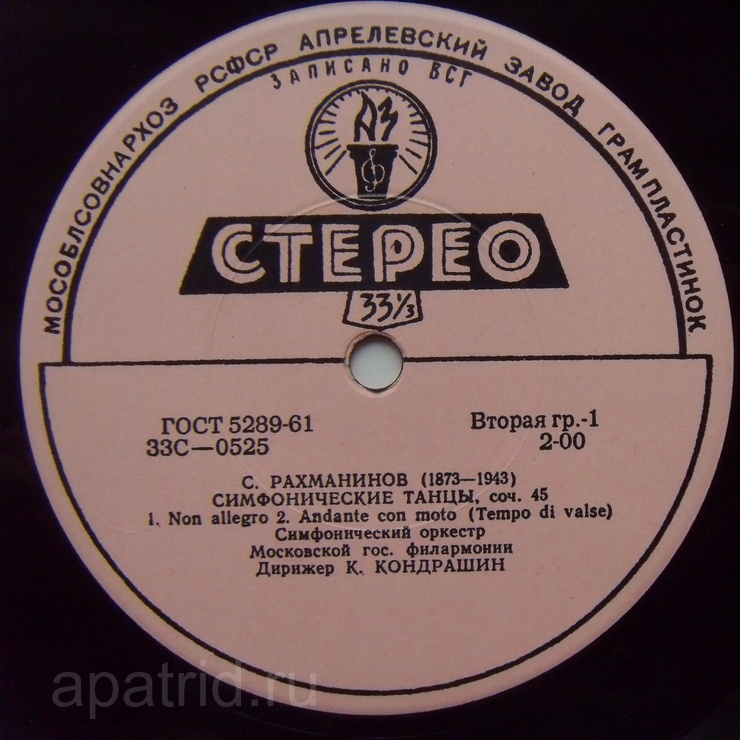 МОСОБЛСОВНАРХОЗ РСФСР АПРЕЛЕВСКИЙ ЗАВОД ГРАМПЛАСТИНОК
ЗАПИСАНО ВСГ
АЗ
СТЕРЕО
33⅓
ГОСТ 5289-61 Вторая гр.-1
33С—0525 2-00
С. РАХМАНИНОВ (1873—1943)
СИМФОНИЧЕСКИЕ ТАНЦЫ, соч. 45
1. Non allegro 2. Andante con moto (Tempo di valse)
Симфонический оркестр
Московской гос. филармонии
Дирижер К. КОНДРАШИН
apatrid.ru